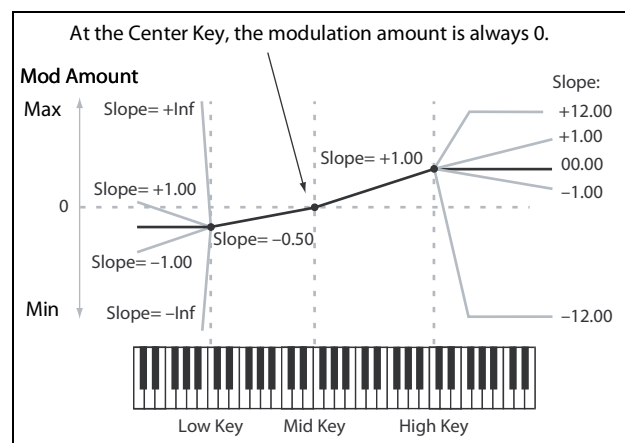 At the Center Key, the modulation amount is always 0.
Mod Amount
Slope:
Max
Slope= +Inf
+12.00
+1.00
Slope= +1.00
00.00
Slope= +1.00
–1.00
0
Slope= –0.50
Slope= –1.00
Min
Slope= –Inf
–12.00
Low Key
Mid Key
High Key